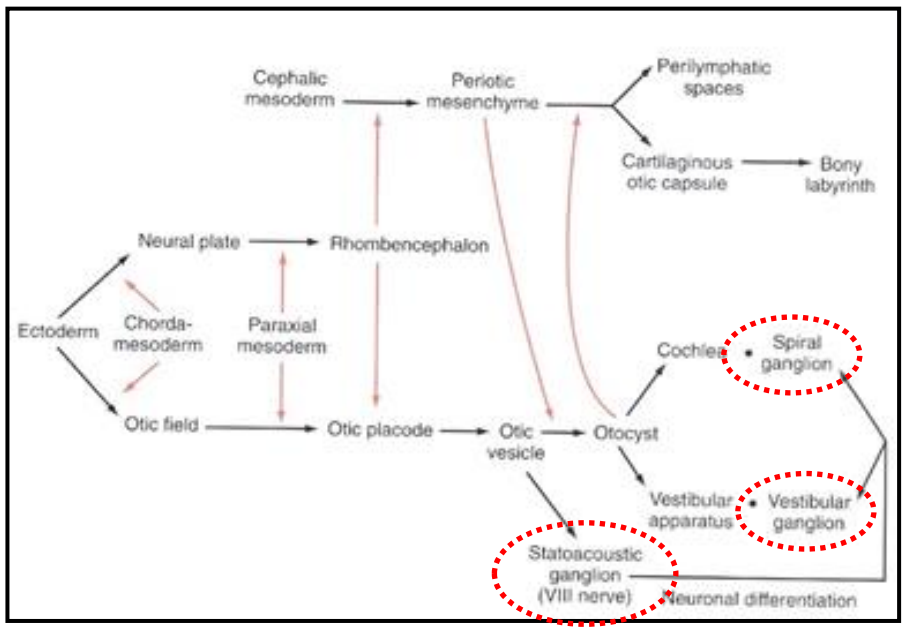 Cephalic
mesoderm
Periotic
mesenchyme
Perilymphatic
spaces
Cartilaginous
otic capsule
Bony
labyrinth
Neural plate
Rhombencephalon
Ectoderm
Chorda-
mesoderm
Paraxial
mesoderm
Cochlea
Spiral
ganglion
Otic field
Otic placode
Otic
vesicle
Otocyst
Vestibular
apparatus
Vestibular
ganglion
Statoacoustic
ganglion
(VIII nerve)
Neuronal differentiation